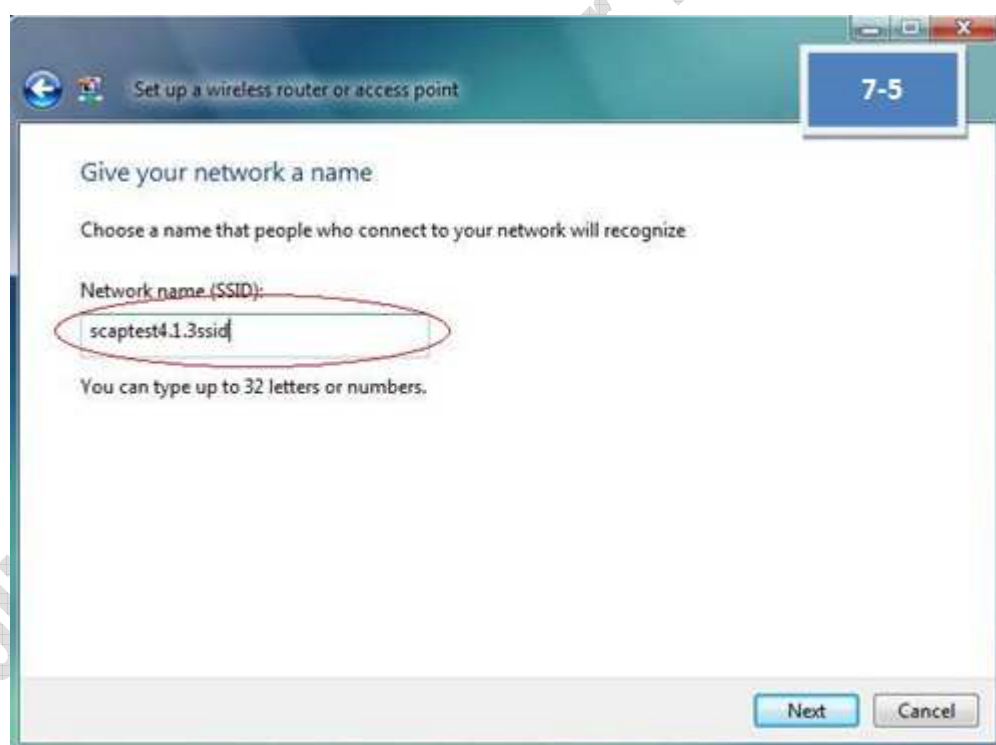 Set up a wireless router or access point
7-5
Give your network a name
Choose a name that people who connect to your network will recognize
Network name (SSID):
scaptest4.1.3ssid
You can type up to 32 letters or numbers.
Next
Cancel